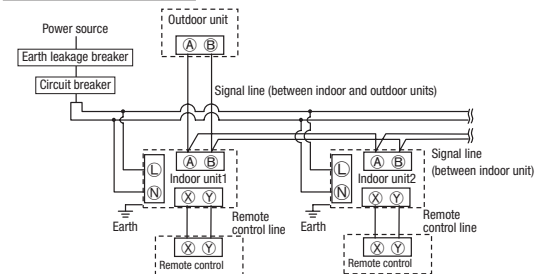 Outdoor unit
Power source
A B
Earth leakage breaker
Circuit breaker
Signal line (between indoor and outdoor units)
A B
A B
Signal line
(between indoor unit)
L
Indoor unit1
L
Indoor unit2
N
X Y
N
X Y
Earth
Remote
control line
Earth
Remote
control line
X Y
X Y
Remote control
Remote control